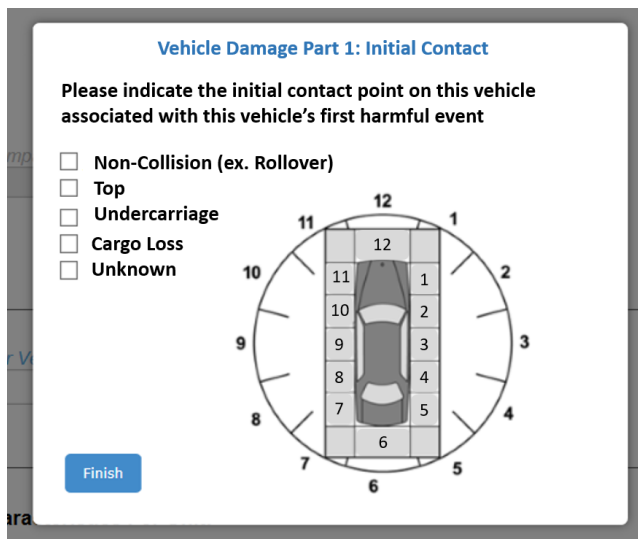 Vehicle Damage Part 1: Initial Contact
Please indicate the initial contact point on this vehicle
associated with this vehicle's first harmful event
Non-Collision (ex. Rollover)
Top
Undercarriage
Cargo Loss
Unknown
12
11
1
12
10
2
11
1
10
2
9
9
3
3
8
4
8
7
5
4
6
7
5
6
Finish